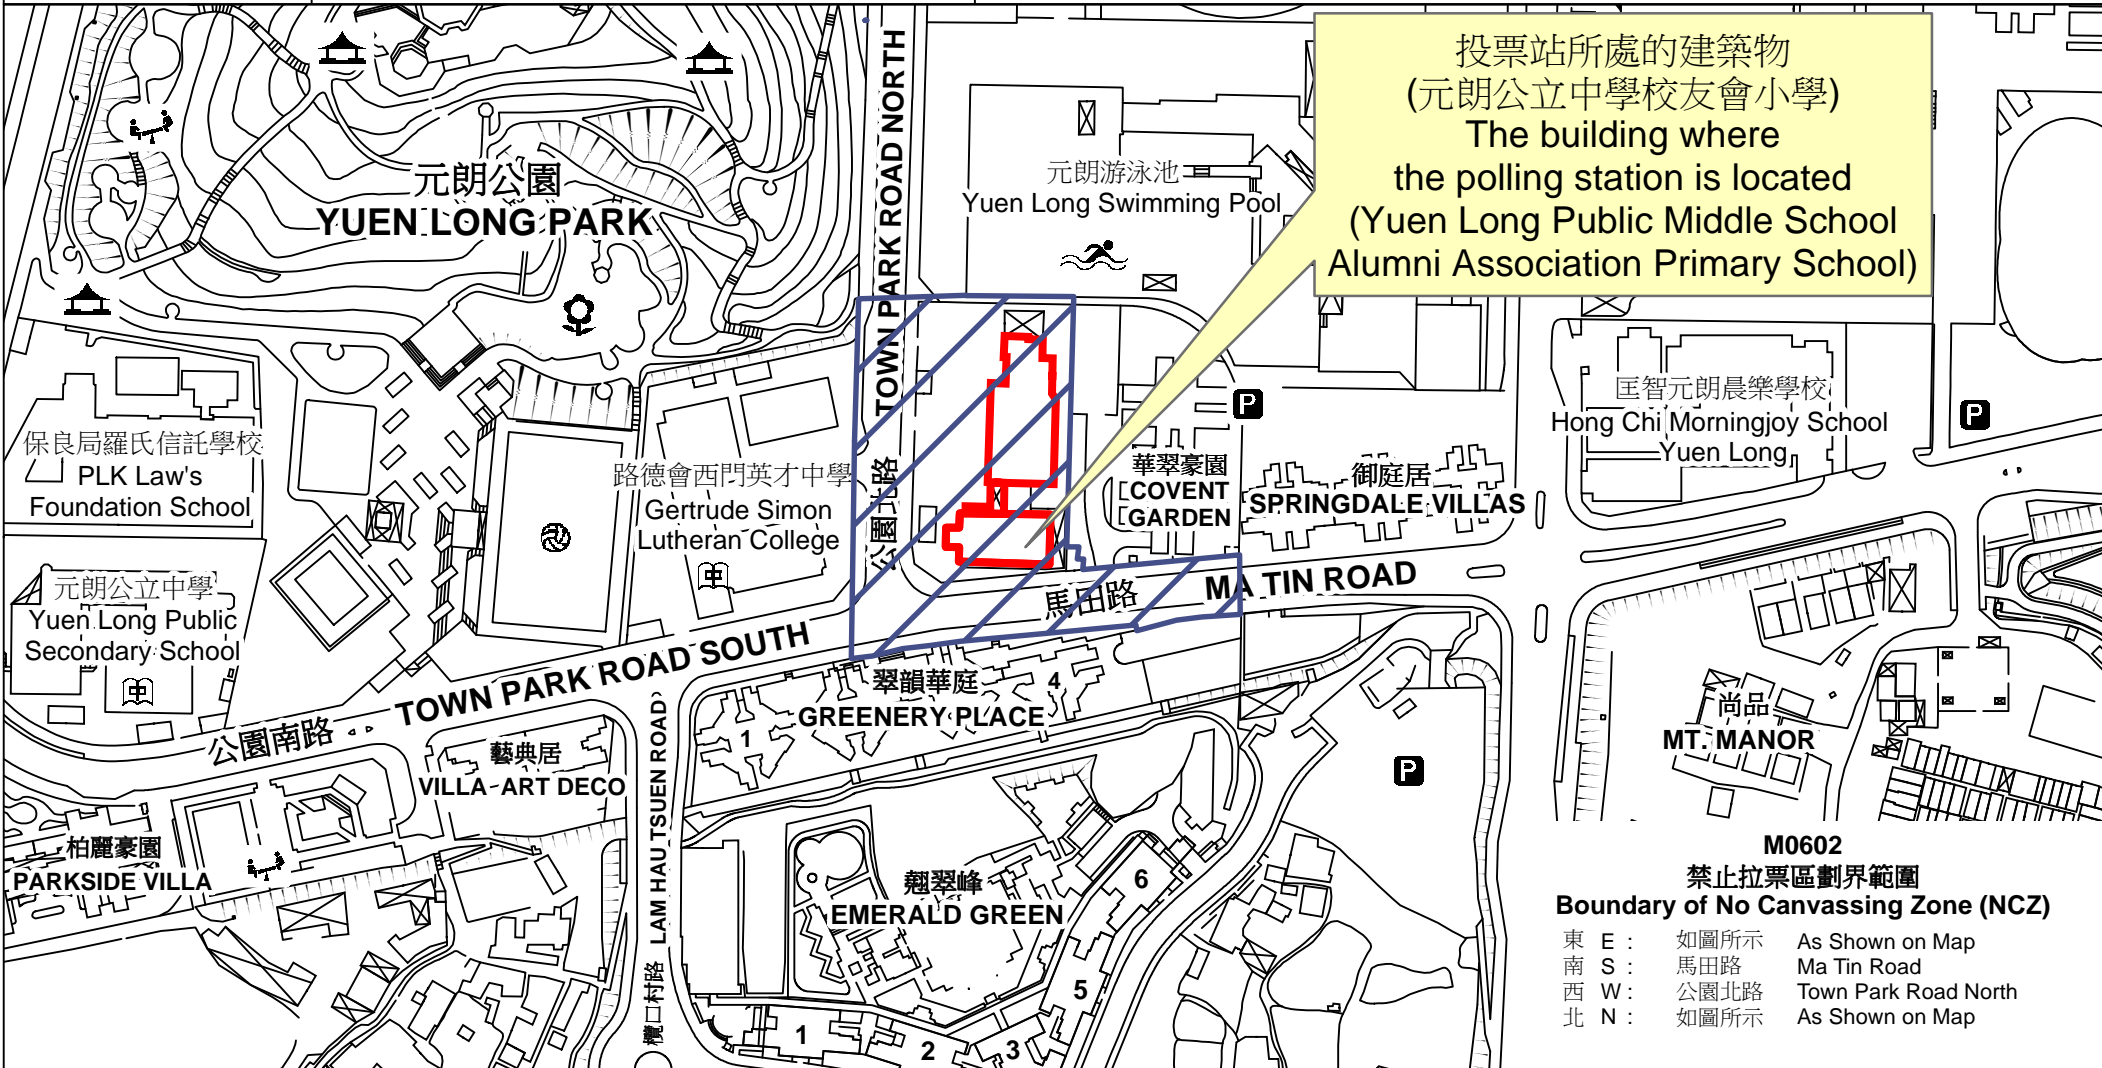 投票站所處的建築物
(元朗公立中學校友會小學)
The building where
the polling station is located
(Yuen Long Public Middle School
Alumni Association Primary School)
元朗公園
YUEN LONG PARK
TOWN PARK ROAD NORTH
公園北路
元朗游泳池
Yuen Long Swimming Pool
保良局羅氏信託學校
PLK Law's
Foundation School
路德會西門英才中學
Gertrude Simon
Lutheran College
中
華翠豪園
COVENT
GARDEN
P
御庭居
SPRINGDALE VILLAS
匡智元朗晨樂學校
Hong Chi Morningjoy School
Yuen Long
P
元朗公立中學
Yuen Long Public
Secondary School
中
馬田路
MA TIN ROAD
TOWN PARK ROAD SOUTH
公園南路
翠韻華庭
GREENERY PLACE
1
4
藝典居
VILLA ART DECO
LAM HAU TSUEN ROAD
欖口村路
柏麗豪園
PARKSIDE VILLA
翹翠峰
EMERALD GREEN
1
2
3
5
6
P
尚品
MT. MANOR
M0602
禁止拉票區劃界範圍
Boundary of No Canvassing Zone (NCZ)
東 E : 如圖所示 As Shown on Map
南 S : 馬田路 Ma Tin Road
西 W : 公園北路 Town Park Road North
北 N : 如圖所示 As Shown on Map